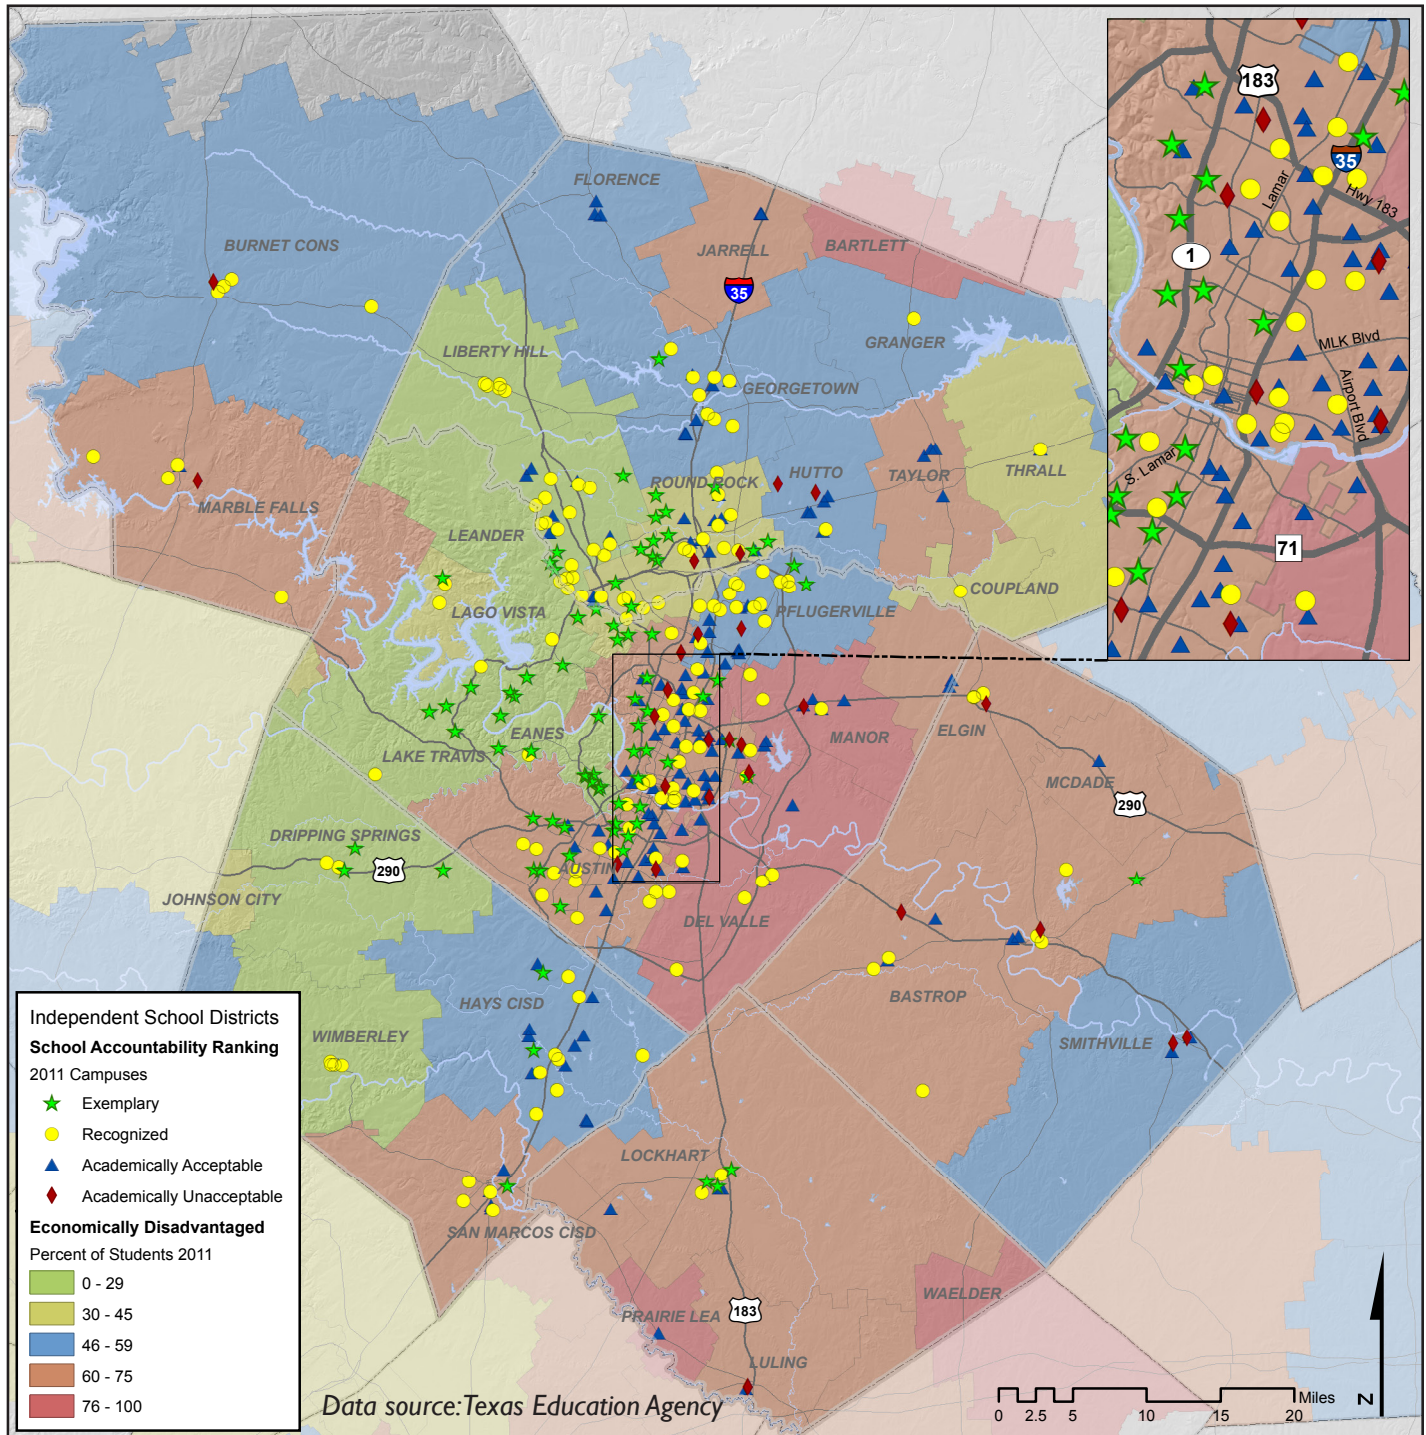 183
35
Lamar
Hwy 183
1
MLK Blvd
Airport Blvd
S. Lamar
71
FLORENCE
BURNET CONS
JARRELL
BARTLETT
35
GRANGER
LIBERTY HILL
GEORGETOWN
ROUND ROCK
HUTTO
TAYLOR
THRALL
MARBLE FALLS
LEANDER
COUPLAND
LAGO VISTA
PFLUGERVILLE
EANES
LAKE TRAVIS
MANOR
ELGIN
MCDADE
290
DRIPPING SPRINGS
290
AUSTIN
JOHNSON CITY
DEL VALLE
BASTROP
HAYS CISD
WIMBERLEY
SMITHVILLE
LOCKHART
SAN MARCOS CISD
WAELDER
PRAIRIE LEA
183
LULING
Independent School Districts
School Accountability Ranking
2011 Campuses
Exemplary
Recognized
Academically Acceptable
Academically Unacceptable
Economically Disadvantaged
Percent of Students 2011
0 - 29
30 - 45
46 - 59
60 - 75
76 - 100
Data source:Texas Education Agency
Miles
0 2.5 5 10 15 20
N